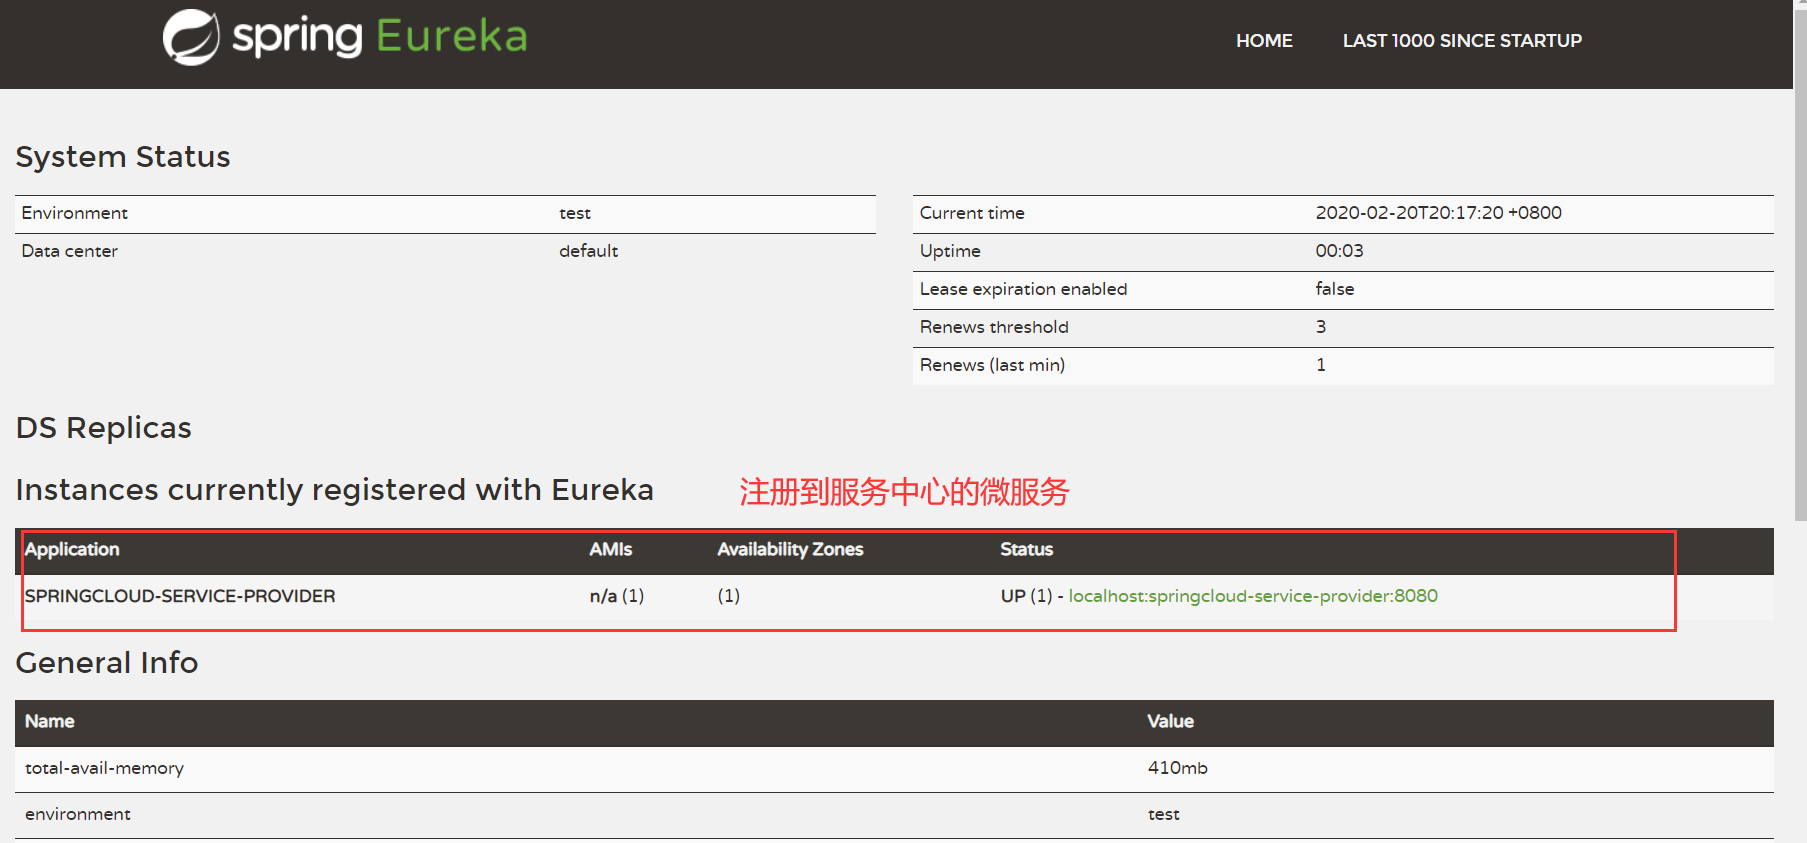 spring Eureka
HOME LAST 1000 SINCE STARTUP
System Status
Environment test
Data center default
Current time 2020-02-20T20:17:20 +0800
Uptime 00:03
Lease expiration enabled false
Renews threshold 3
Renews (last min) 1
DS Replicas
Instances currently registered with Eureka 注册到服务中心的微服务
Application AMIs Availability Zones Status
SPRINGCLOUD-SERVICE-PROVIDER n/a (1) (1) UP (1) - localhost:springcloud-service-provider:8080
General Info
Name Value
total-avail-memory 410mb
environment test